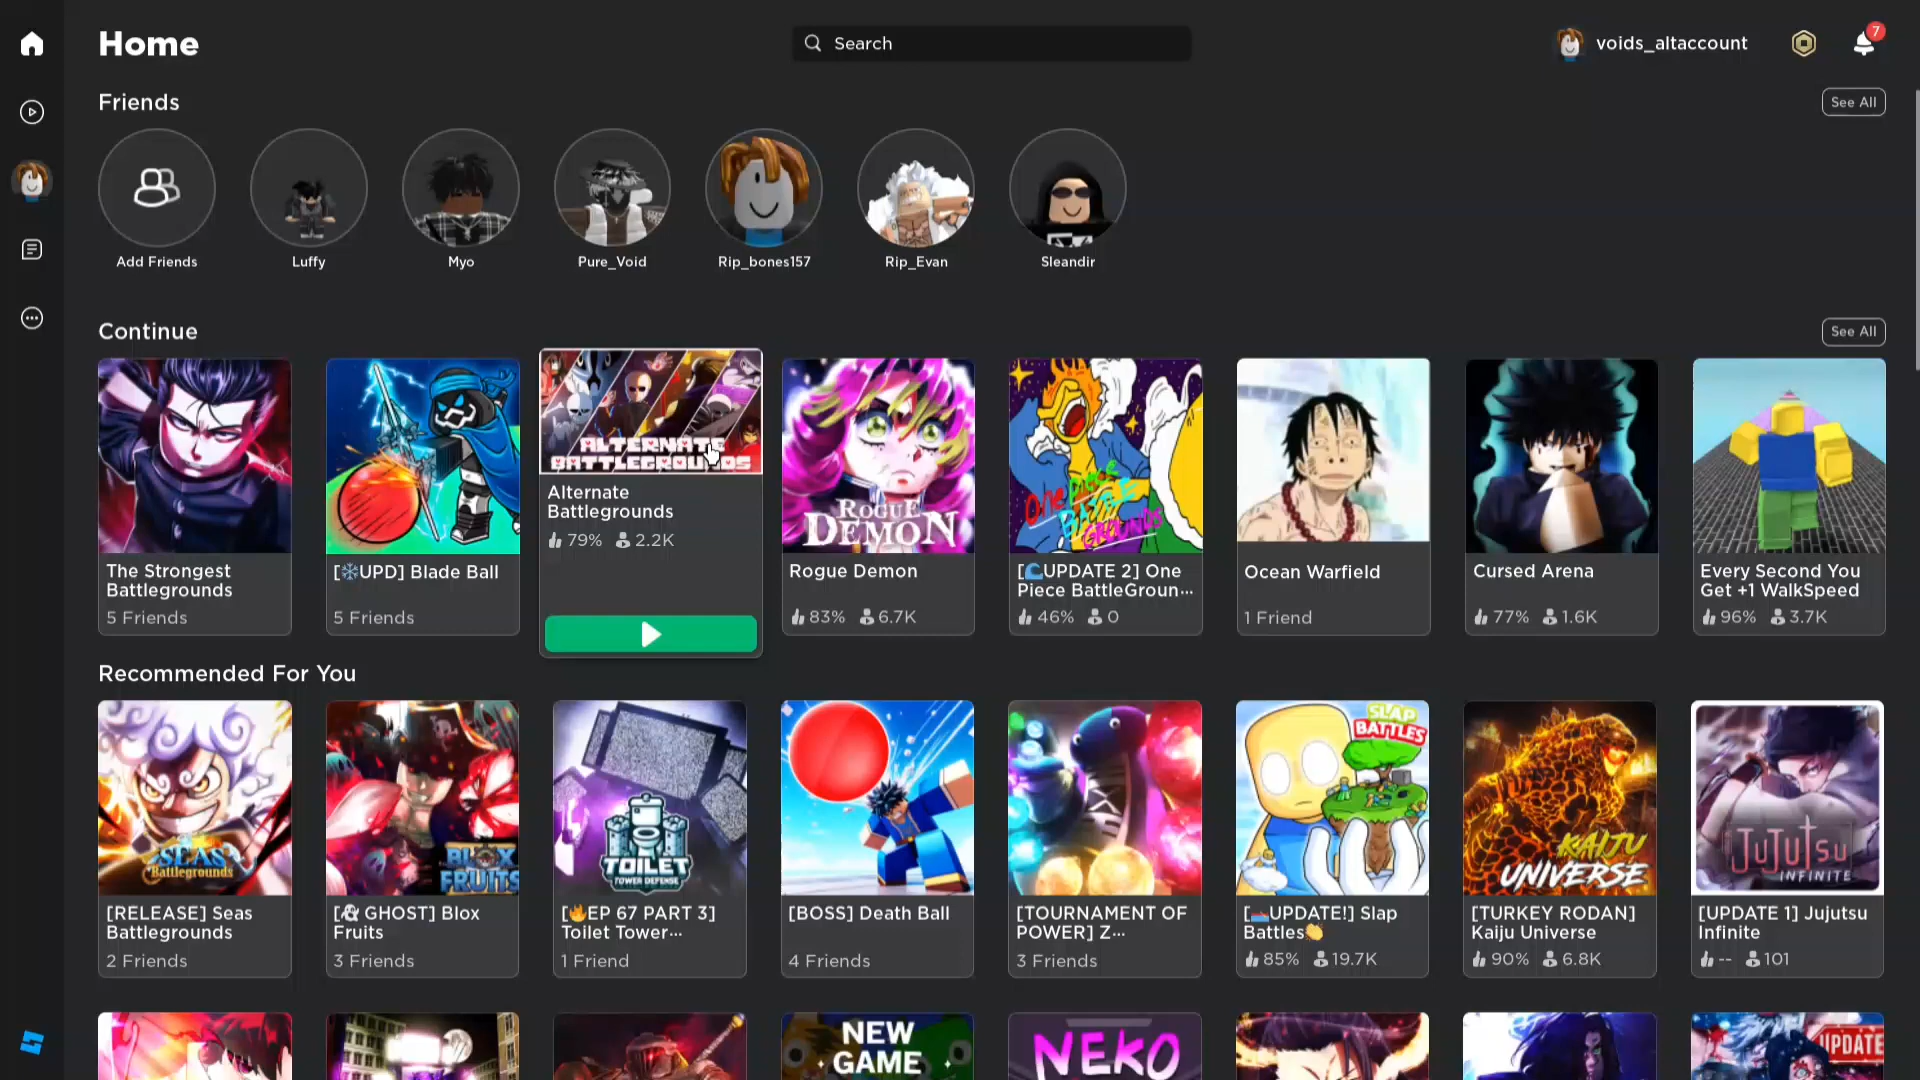 Home
Search
voids_altaccount
7
Friends
See All
Add Friends
Luffy
Myo
Pure_Void
Rip_bones157
Rip_Evan
Sleandir
Continue
See All
ALTERNATE
BATTLEGROUNDS
ROGUE
DEMON
One Piece
BATTLE
GROUNDS
The Strongest
Battlegrounds
5 Friends
[❄UPD] Blade Ball
5 Friends
Alternate
Battlegrounds
79% 2.2K
Rogue Demon
83% 6.7K
[🌊UPDATE 2] One
Piece BattleGroun...
46% 0
Ocean Warfield
1 Friend
Cursed Arena
77% 1.6K
Every Second You
Get +1 WalkSpeed
96% 3.7K
Recommended For You
SEAS
Battlegrounds
BLOX
FRUITS
TOILET
TOWER DEFENSE
SLAP
BATTLES
KAIJU
UNIVERSE
JUJUTSU
INFINITE
[RELEASE] Seas
Battlegrounds
2 Friends
[👻 GHOST] Blox
Fruits
3 Friends
[🔥EP 67 PART 3]
Toilet Tower...
1 Friend
[BOSS] Death Ball
4 Friends
[TOURNAMENT OF
POWER] Z...
3 Friends
[UPDATE!] Slap
Battles👏
85% 19.7K
[TURKEY RODAN]
Kaiju Universe
90% 6.8K
[UPDATE 1] Jujutsu
Infinite
-- 101
NEW
GAME
NEKO
UPDATE